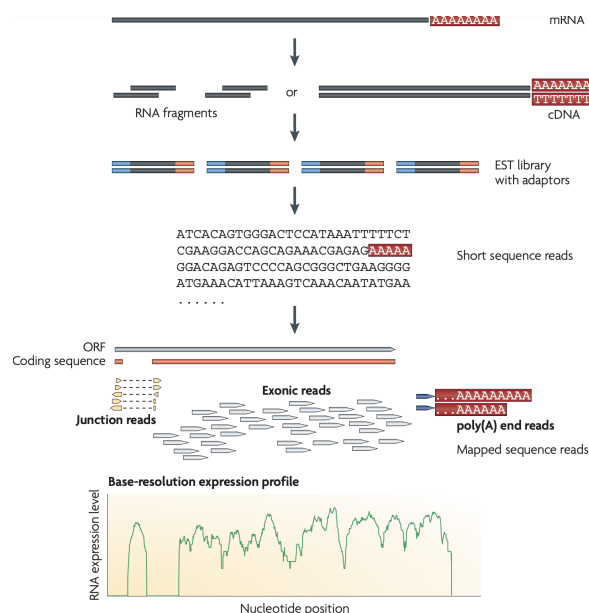 AAAAAAAA mRNA
or
AAAAAAA
TTTTTTT
RNA fragments
cDNA
EST library
with adaptors
ATCACAGTGGGACTCCATAAATTTTTCT
CGAAGGACCAGCAGAAACGAGAGAAAAA
GGACAGAGTCCCCAGCGGGCTGAAGGGG
ATGAAACATTAAAGTCAAACAATATGAA
......
Short sequence reads
ORF
Coding sequence
Junction reads
Exonic reads
...AAAAAAAAA
...AAAAAA
poly(A) end reads
Mapped sequence reads
Base-resolution expression profile
RNA expression level
Nucleotide position